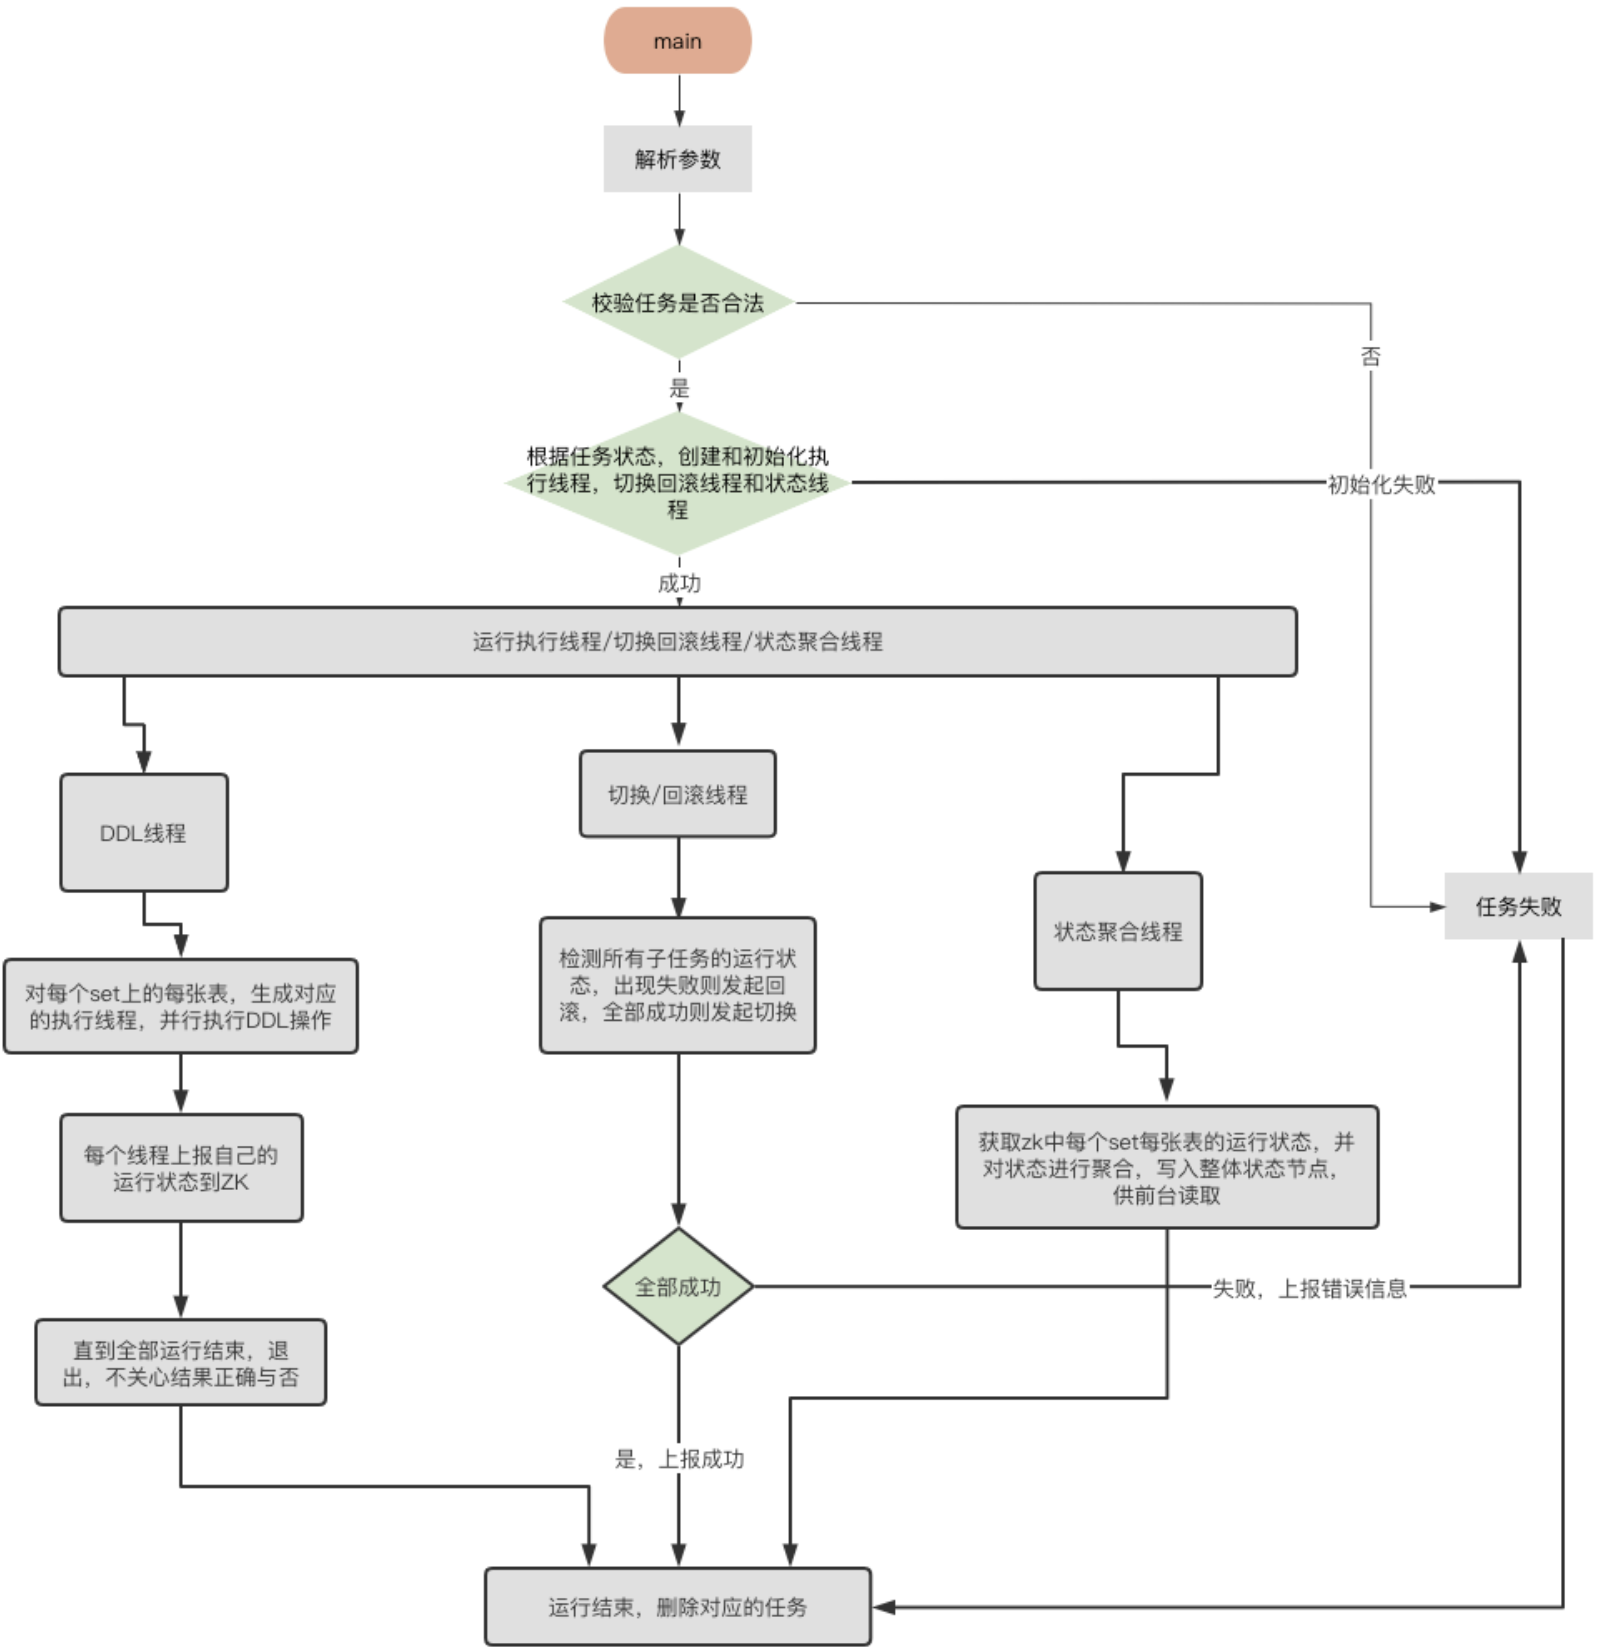 main
解析参数
校验任务是否合法
否
是
根据任务状态，创建和初始化执
行线程，切换回滚线程和状态线
程
初始化失败
成功
运行执行线程/切换回滚线程/状态聚合线程
DDL线程
切换/回滚线程
状态聚合线程
任务失败
对每个set上的每张表，生成对应
的执行线程，并行执行DDL操作
检测所有子任务的运行状
态，出现失败则发起回
滚，全部成功则发起切换
每个线程上报自己的
运行状态到ZK
获取zk中每个set每张表的运行状态，并
对状态进行聚合，写入整体状态节点，
供前台读取
全部成功
失败，上报错误信息
直到全部运行结束，退
出，不关心结果正确与否
是，上报成功
运行结束，删除对应的任务